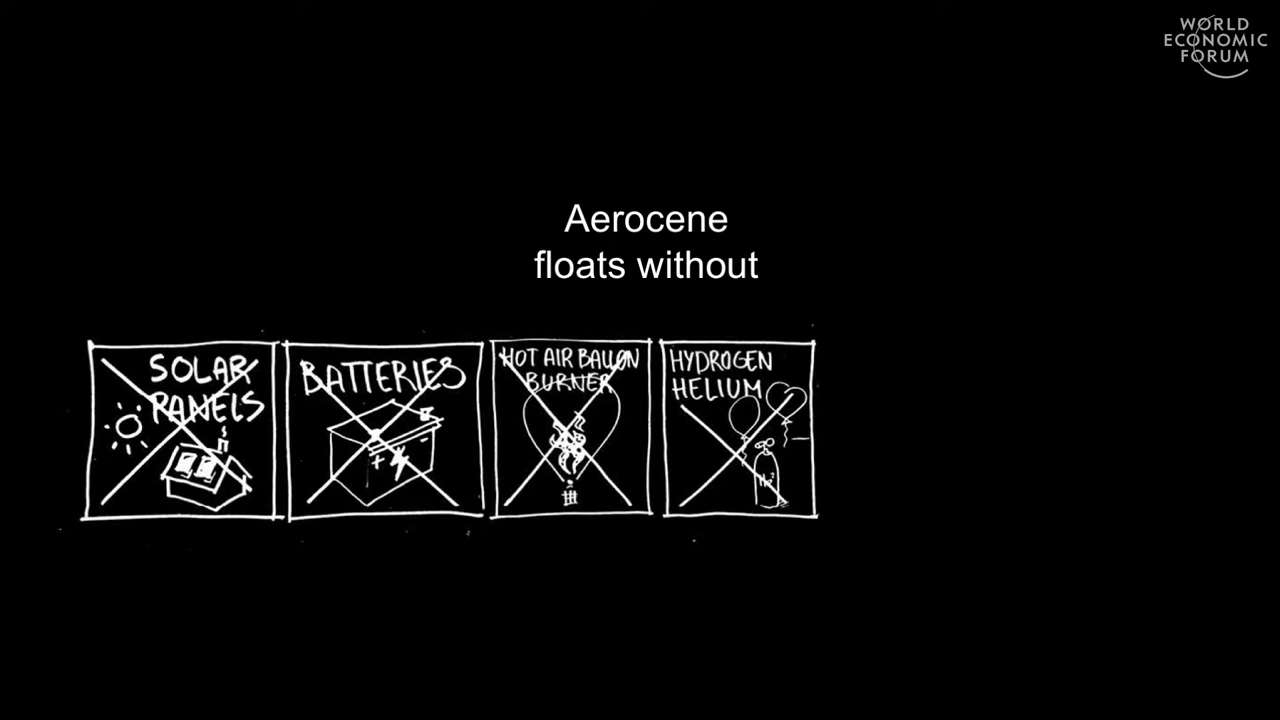 WORLD
ECONOMIC
FORUM
Aerocene
floats without
SOLAR
PANELS
BATTERIES
+ -
HOT AIR BALLON
BURNER
HYDROGEN
HELIUM